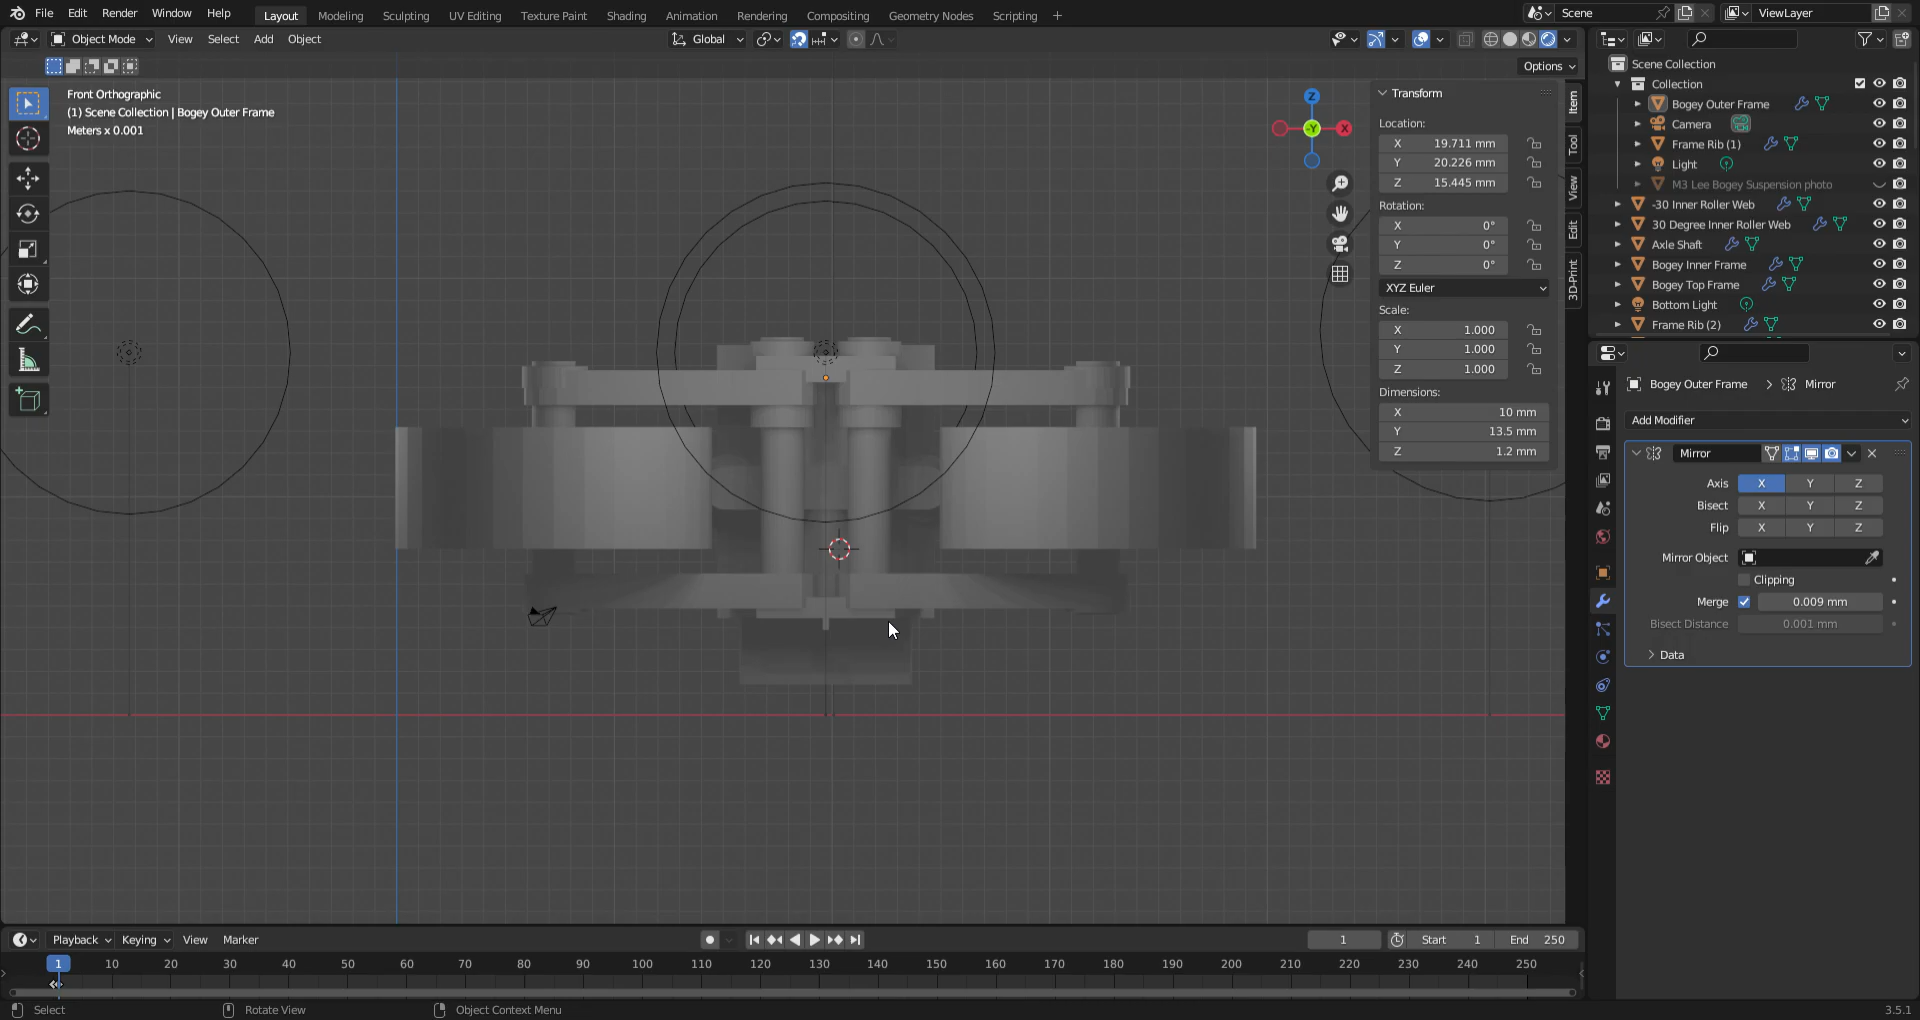 File Edit Render Window Help Layout Modeling Sculpting UV Editing Texture Paint Shading Animation Rendering Compositing Geometry Nodes Scripting + Scene ViewLayer
Object Mode View Select Add Object Global
Options
Front Orthographic
(1) Scene Collection | Bogey Outer Frame
Meters x 0.001
Z
-Y
X
Transform
Location:
X 19.711 mm
Y 20.226 mm
Z 15.445 mm
Rotation:
X 0°
Y 0°
Z 0°
XYZ Euler
Scale:
X 1.000
Y 1.000
Z 1.000
Dimensions:
X 10 mm
Y 13.5 mm
Z 1.2 mm
Item
Tool
View
Edit
3D-Print
Scene Collection
Collection
Bogey Outer Frame
Camera
Frame Rib (1)
Light
M3 Lee Bogey Suspension photo
-30 Inner Roller Web
30 Degree Inner Roller Web
Axle Shaft
Bogey Inner Frame
Bogey Top Frame
Bottom Light
Frame Rib (2)
Bogey Outer Frame > Mirror
Add Modifier
Mirror
Axis X Y Z
Bisect X Y Z
Flip X Y Z
Mirror Object
Clipping
Merge 0.009 mm
Bisect Distance 0.001 mm
Data
Playback Keying View Marker 1 Start 1 End 250
1 10 20 30 40 50 60 70 80 90 100 110 120 130 140 150 160 170 180 190 200 210 220 230 240 250
Select Rotate View Object Context Menu 3.5.1